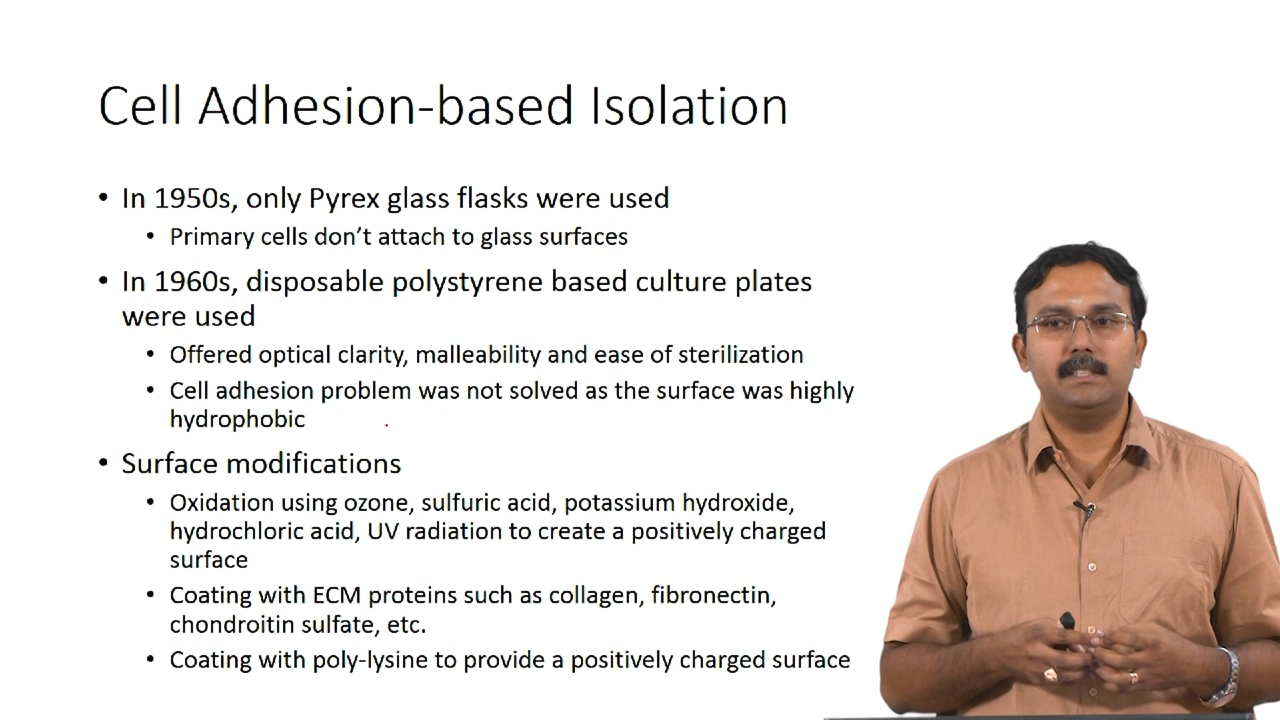 Cell Adhesion-based Isolation
• In 1950s, only Pyrex glass flasks were used
• Primary cells don't attach to glass surfaces
• In 1960s, disposable polystyrene based culture plates
were used
• Offered optical clarity, malleability and ease of sterilization
• Cell adhesion problem was not solved as the surface was highly
hydrophobic
• Surface modifications
• Oxidation using ozone, sulfuric acid, potassium hydroxide,
hydrochloric acid, UV radiation to create a positively charged
surface
• Coating with ECM proteins such as collagen, fibronectin,
chondroitin sulfate, etc.
• Coating with poly-lysine to provide a positively charged surface